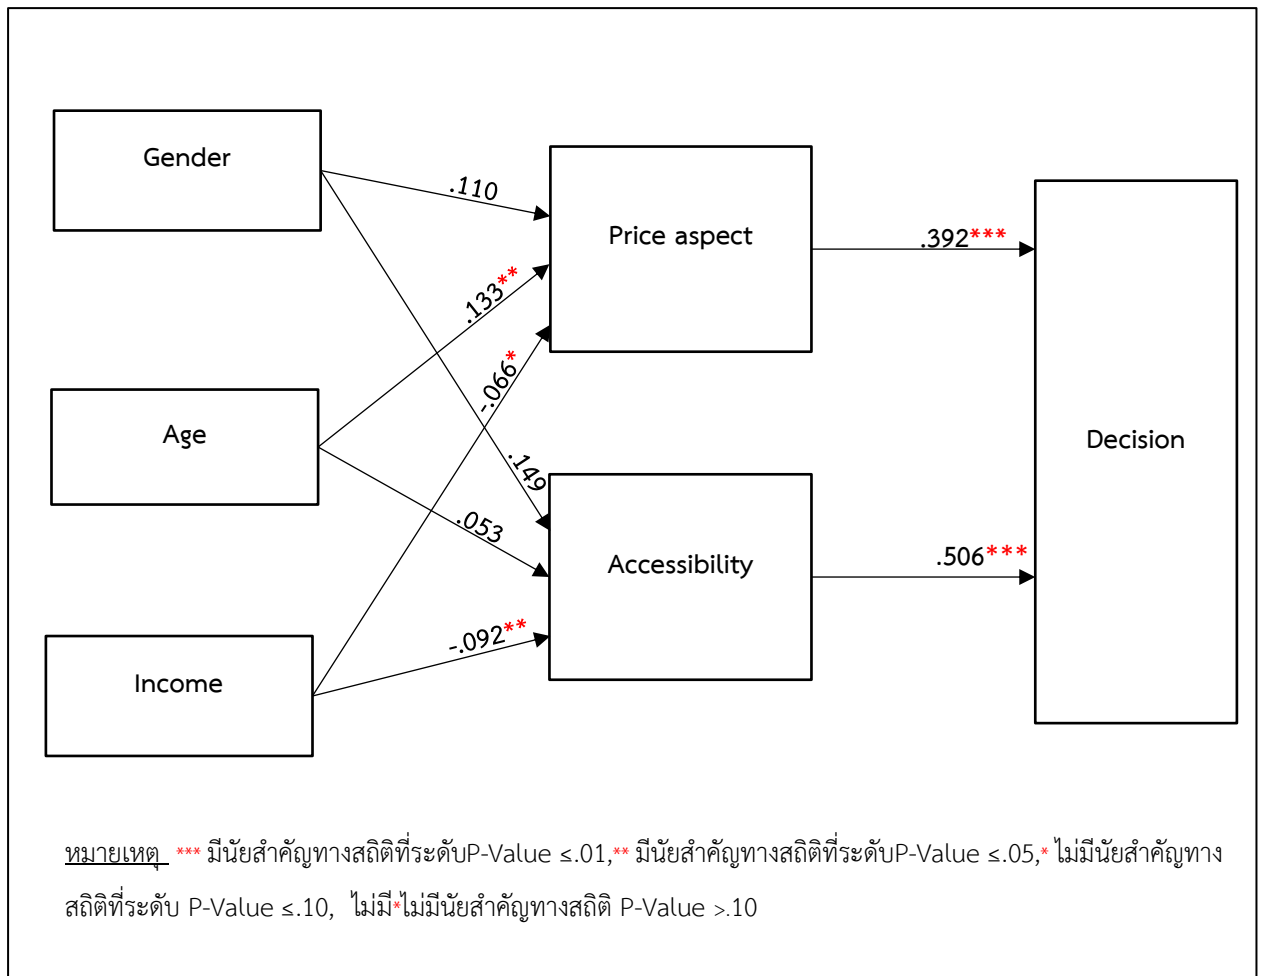 Gender
.110
Price aspect
.392***
.133**
-.066*
Age
Decision
.149
.053
Accessibility
.506***
-.092**
Income
หมายเหตุ *** มีนัยสำคัญทางสถิติที่ระดับP-Value ≤.01,** มีนัยสำคัญทางสถิติที่ระดับP-Value ≤.05,* ไม่มีนัยสำคัญทาง
สถิติที่ระดับ P-Value ≤.10, ไม่มี*ไม่มีนัยสำคัญทางสถิติ P-Value >.10